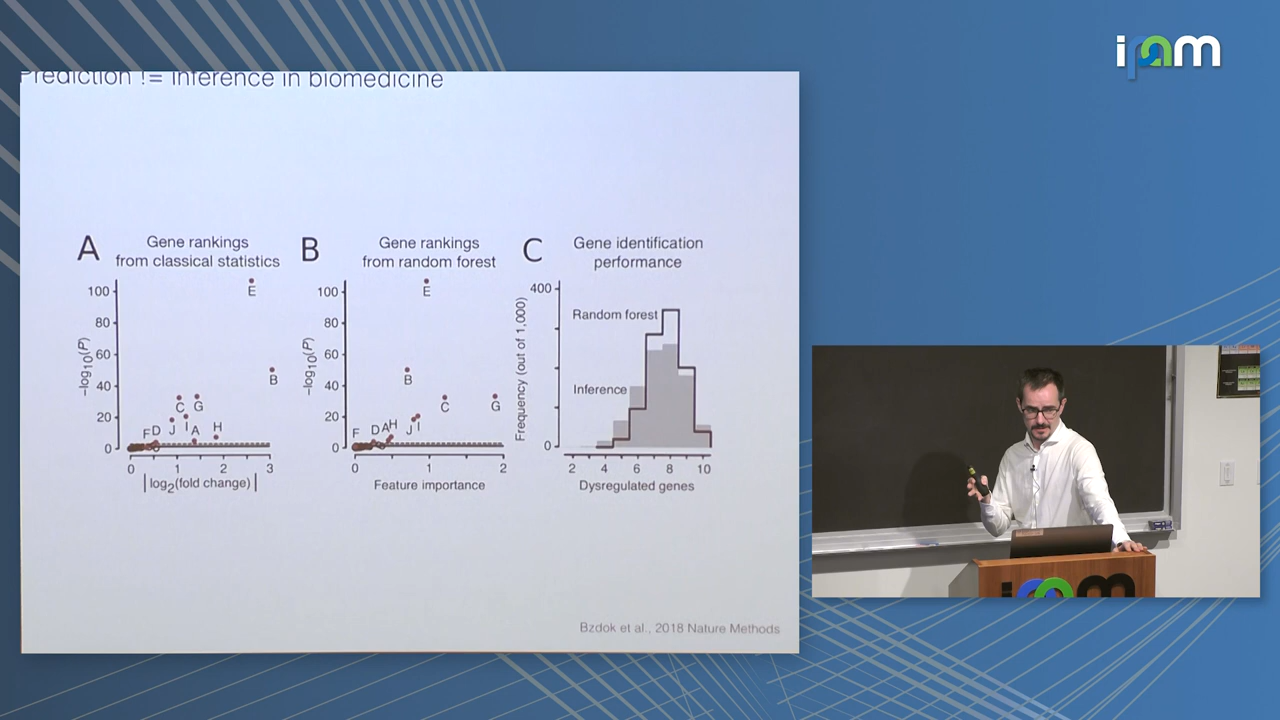 ipam
Prediction != Inference in biomedicine
A
Gene rankings
from classical statistics
100
80
60
40
20
0
-log10(P)
E
B
C
G
F
D
J
I
A
H
0
1
2
3
|log2(fold change)|
B
Gene rankings
from random forest
100
80
60
40
20
0
-log10(P)
E
B
C
G
F
D
A
H
J
I
0
1
2
Feature importance
C
Gene identification
performance
400
0
Frequency (out of 1,000)
Random forest
Inference
2
4
6
8
10
Dysregulated genes
Bzdok et al., 2018 Nature Methods